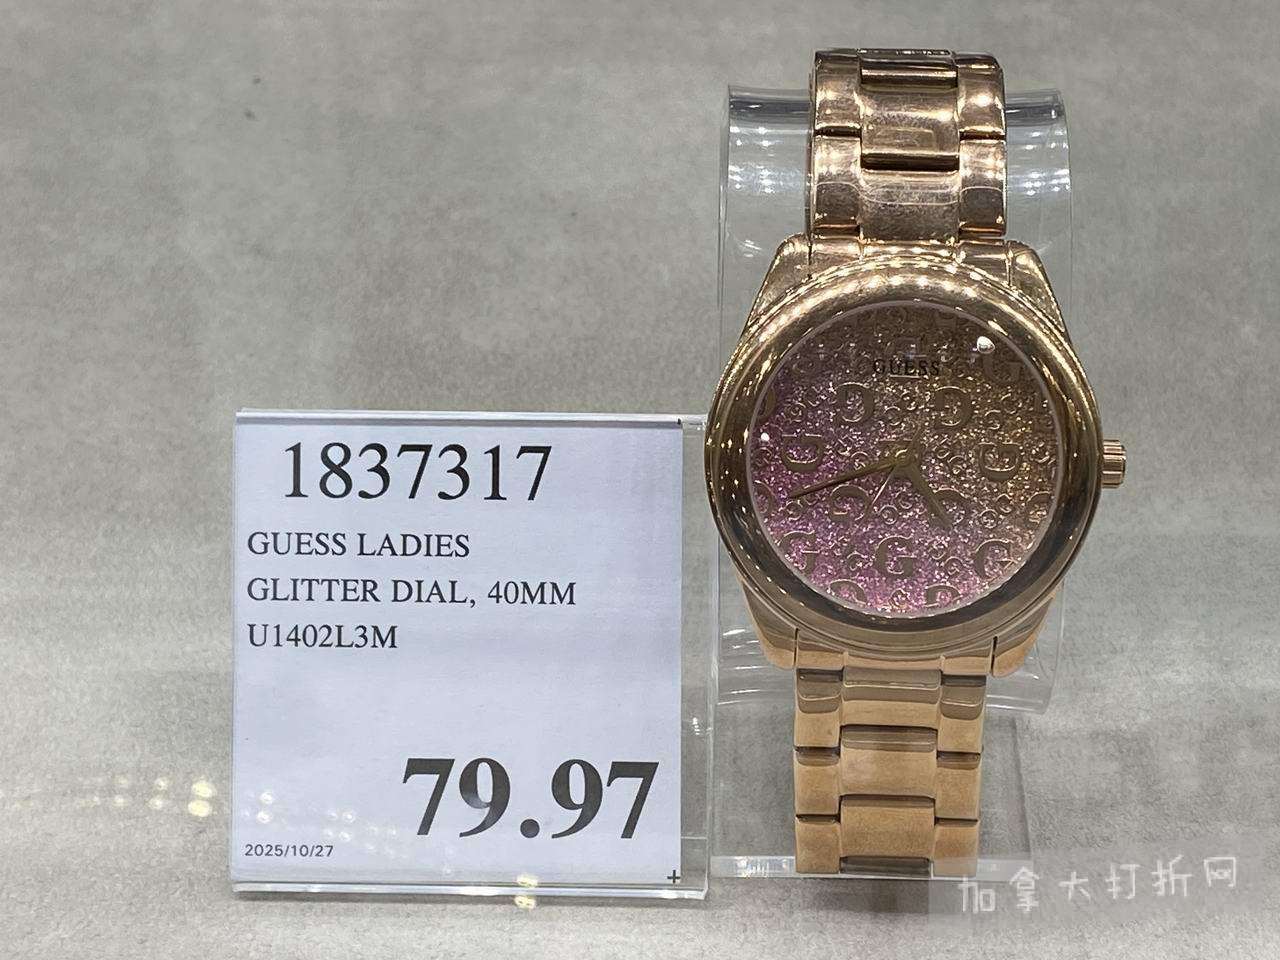 1837317
GUESS LADIES
GLITTER DIAL, 40MM
U1402L3M
79.97
2025/10/27
+
GUESS
加拿大打折网